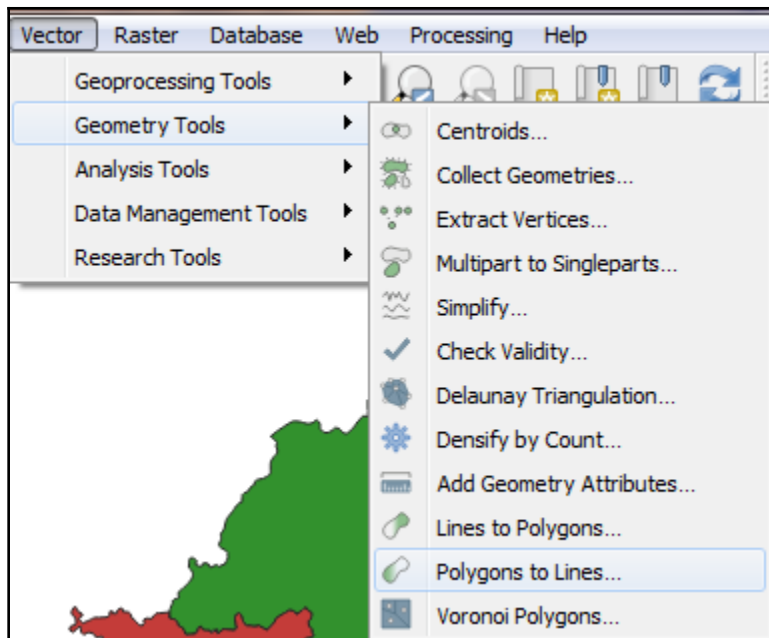 Vector Raster Database Web Processing Help
Geoprocessing Tools
Geometry Tools
Analysis Tools
Data Management Tools
Research Tools
Centroids...
Collect Geometries...
Extract Vertices...
Multipart to Singleparts...
Simplify...
Check Validity...
Delaunay Triangulation...
Densify by Count...
Add Geometry Attributes...
Lines to Polygons...
Polygons to Lines...
Voronoi Polygons...